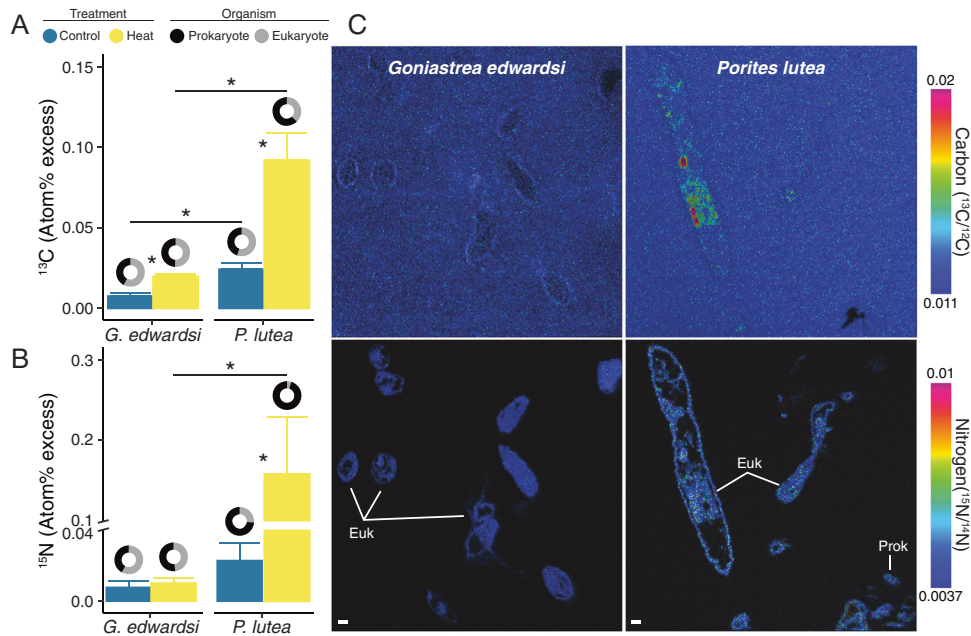 A
Treatment
Organism
Control
Heat
Prokaryote
Eukaryote
¹³C (Atom% excess)
0.15
0.10
0.05
0.00
*
*
*
*
G. edwardsi
P. lutea
B
¹⁵N (Atom% excess)
0.3
0.2
0.1
0.04
0.0
*
*
G. edwardsi
P. lutea
C
Goniastrea edwardsi
Porites lutea
0.02
Carbon (¹³C/¹²C)
0.011
Euk
Euk
Prok
0.01
Nitrogen(¹⁵N/¹⁴N)
0.0037